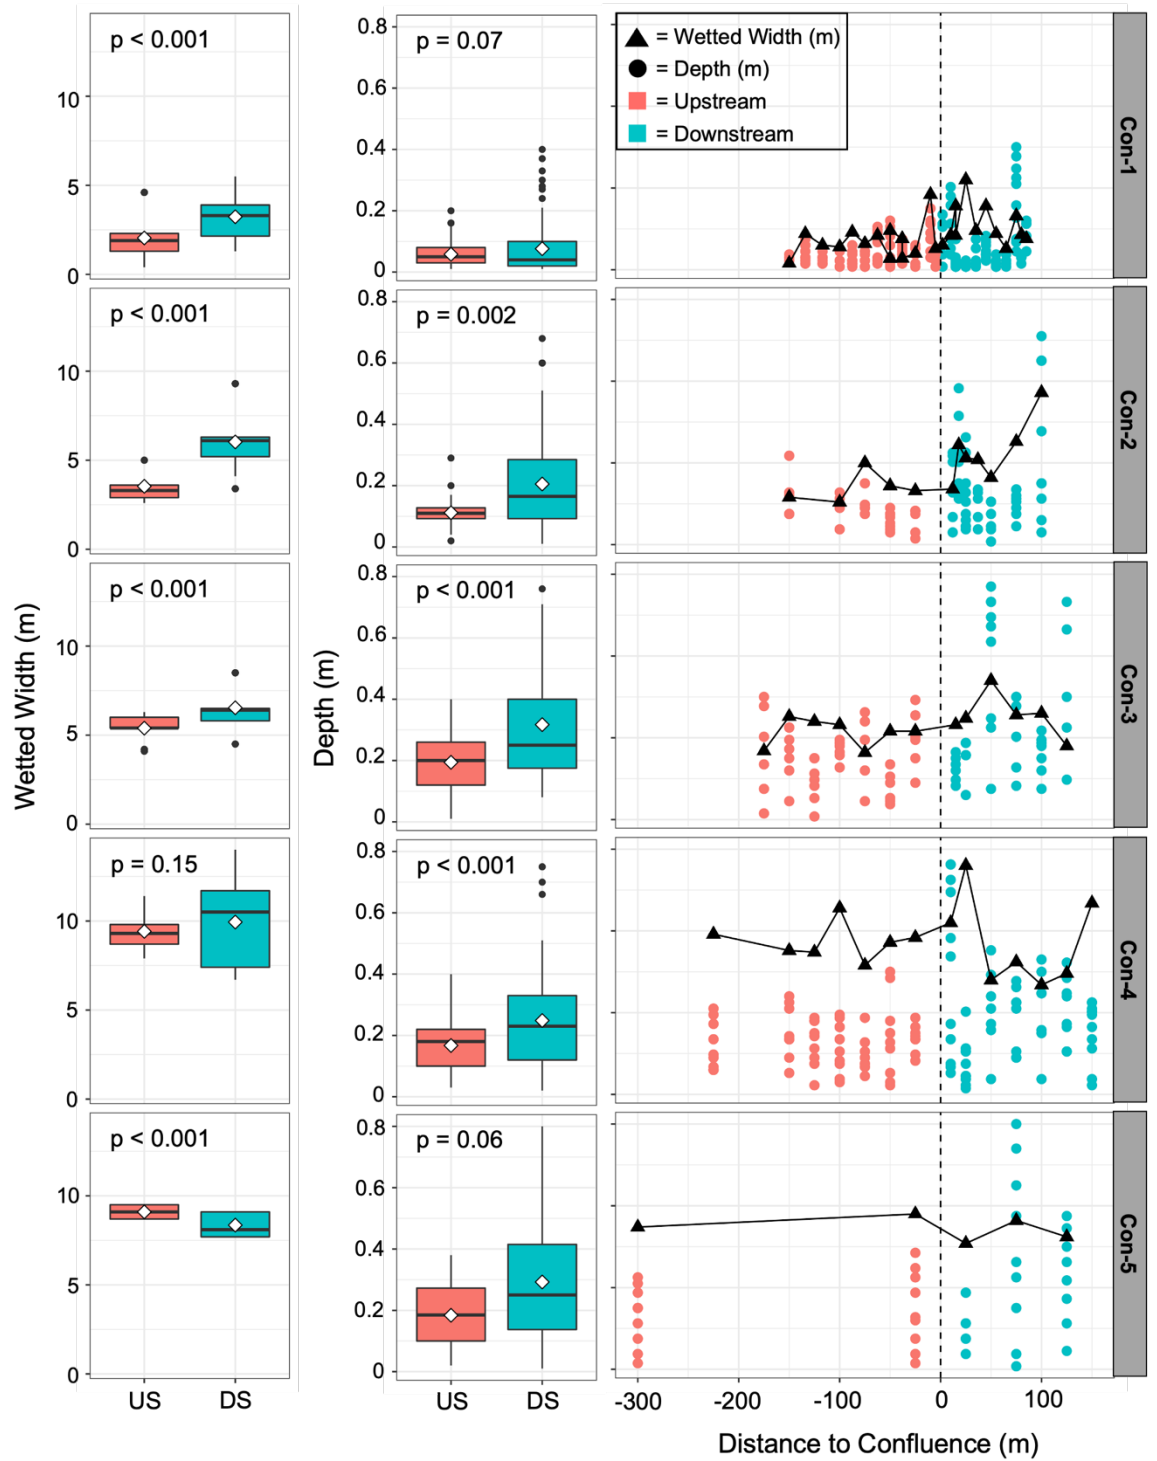 p < 0.001
p = 0.07
▲ = Wetted Width (m)
● = Depth (m)
■ = Upstream
■ = Downstream
Con-1
10
5
0
0.8
0.6
0.4
0.2
0
p < 0.001
p = 0.002
Con-2
10
5
0
0.8
0.6
0.4
0.2
0
p < 0.001
p < 0.001
Con-3
10
5
0
0.8
0.6
0.4
0.2
0
Wetted Width (m)
Depth (m)
p = 0.15
p < 0.001
Con-4
10
5
0
0.8
0.6
0.4
0.2
0
p < 0.001
p = 0.06
Con-5
10
5
0
0.8
0.6
0.4
0.2
0
US DS
US DS
-300 -200 -100 0 100
Distance to Confluence (m)